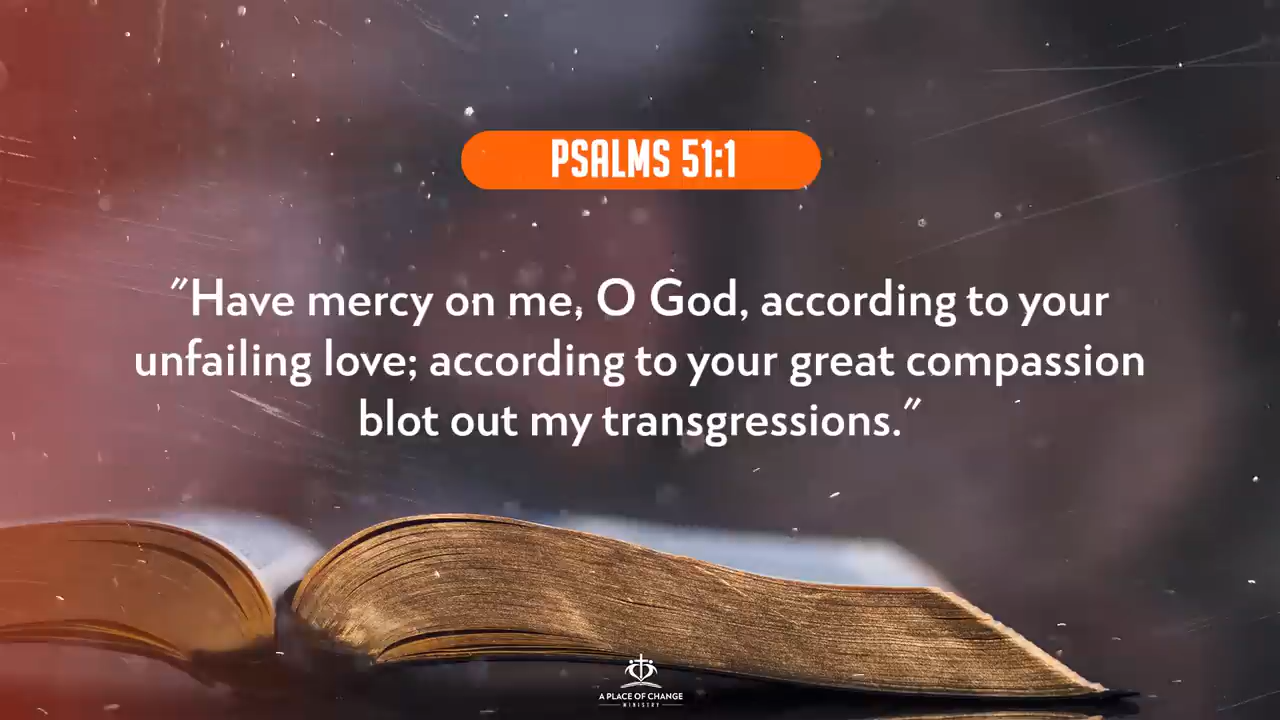 PSALMS 51:1
"Have mercy on me, O God, according to your
unfailing love; according to your great compassion
blot out my transgressions."
A PLACE OF CHANGE
MINISTRY